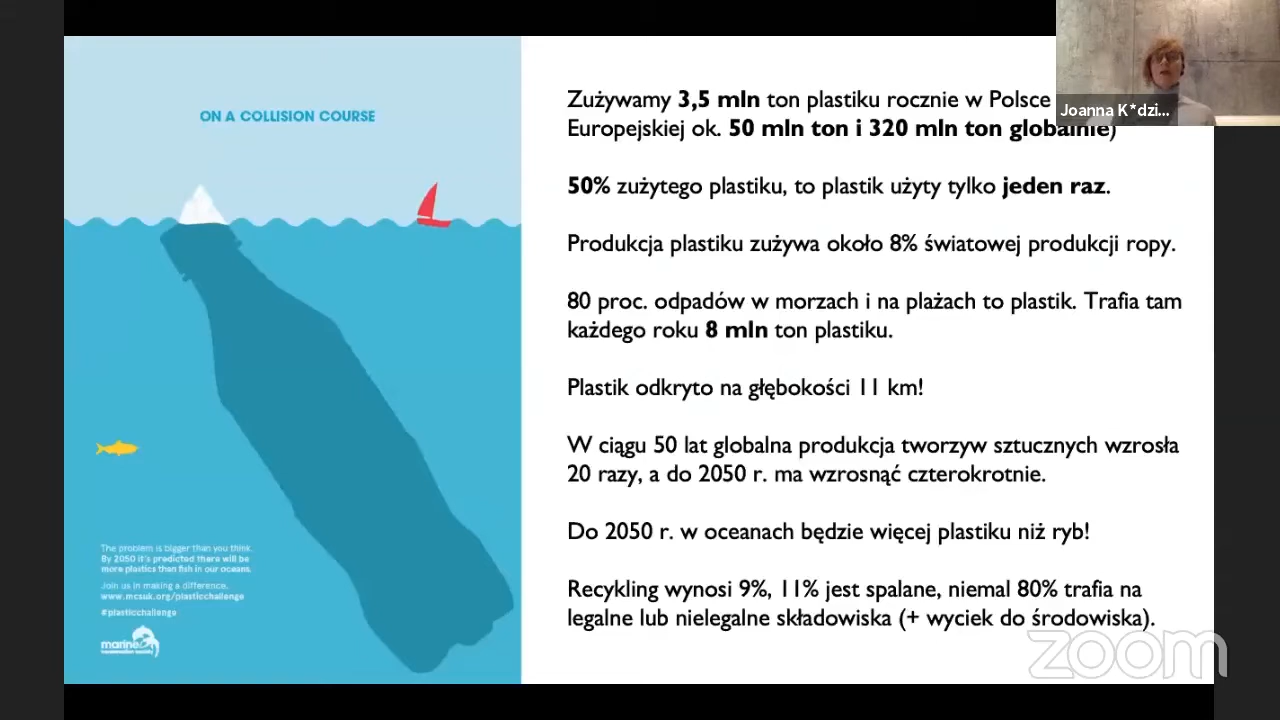 ON A COLLISION COURSE
The problem is bigger than you think.
By 2050 it's predicted there will be
more plastics than fish in our oceans.
Join us in making a difference.
www.mcsuk.org/plasticchallenge
#plasticchallenge
marine
conservation society
Zużywamy 3,5 mln ton plastiku rocznie w Polsce
Europejskiej ok. 50 mln ton i 320 mln ton globalnie)
50% zużytego plastiku, to plastik użyty tylko jeden raz.
Produkcja plastiku zużywa około 8% światowej produkcji ropy.
80 proc. odpadów w morzach i na plażach to plastik. Trafia tam
każdego roku 8 mln ton plastiku.
Plastik odkryto na głębokości 11 km!
W ciągu 50 lat globalna produkcja tworzyw sztucznych wzrosła
20 razy, a do 2050 r. ma wzrosnąć czterokrotnie.
Do 2050 r. w oceanach będzie więcej plastiku niż ryb!
Recykling wynosi 9%, 11% jest spalane, niemal 80% trafia na
legalne lub nielegalne składowiska (+ wyciek do środowiska).
Joanna K*dzi...
zoom